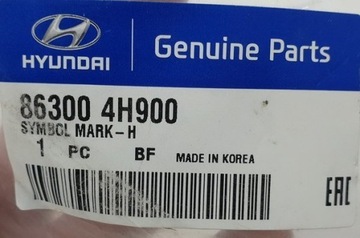 HYUNDAI
Genuine Parts
86300 4H900
SYMBOL MARK-H
1 PC BF MADE IN KOREA
EAC